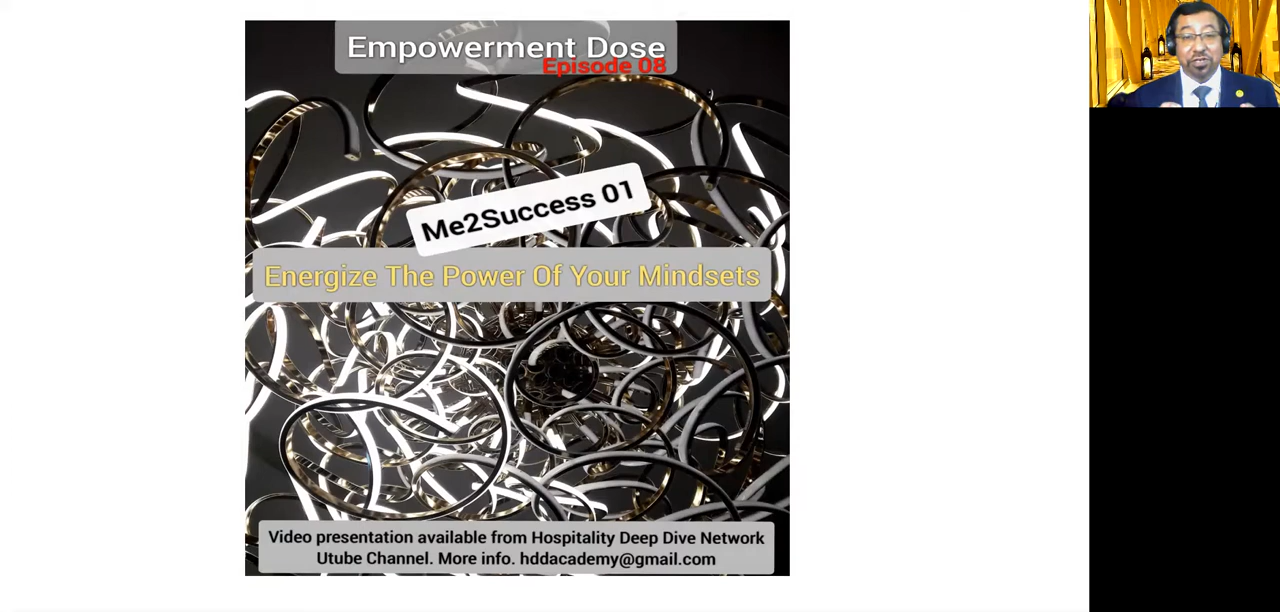 Empowerment Dose
Episode 08
Me2Success 01
Energize The Power Of Your Mindsets
Video presentation available from Hospitality Deep Dive Network
Utube Channel. More info. hddacademy@gmail.com